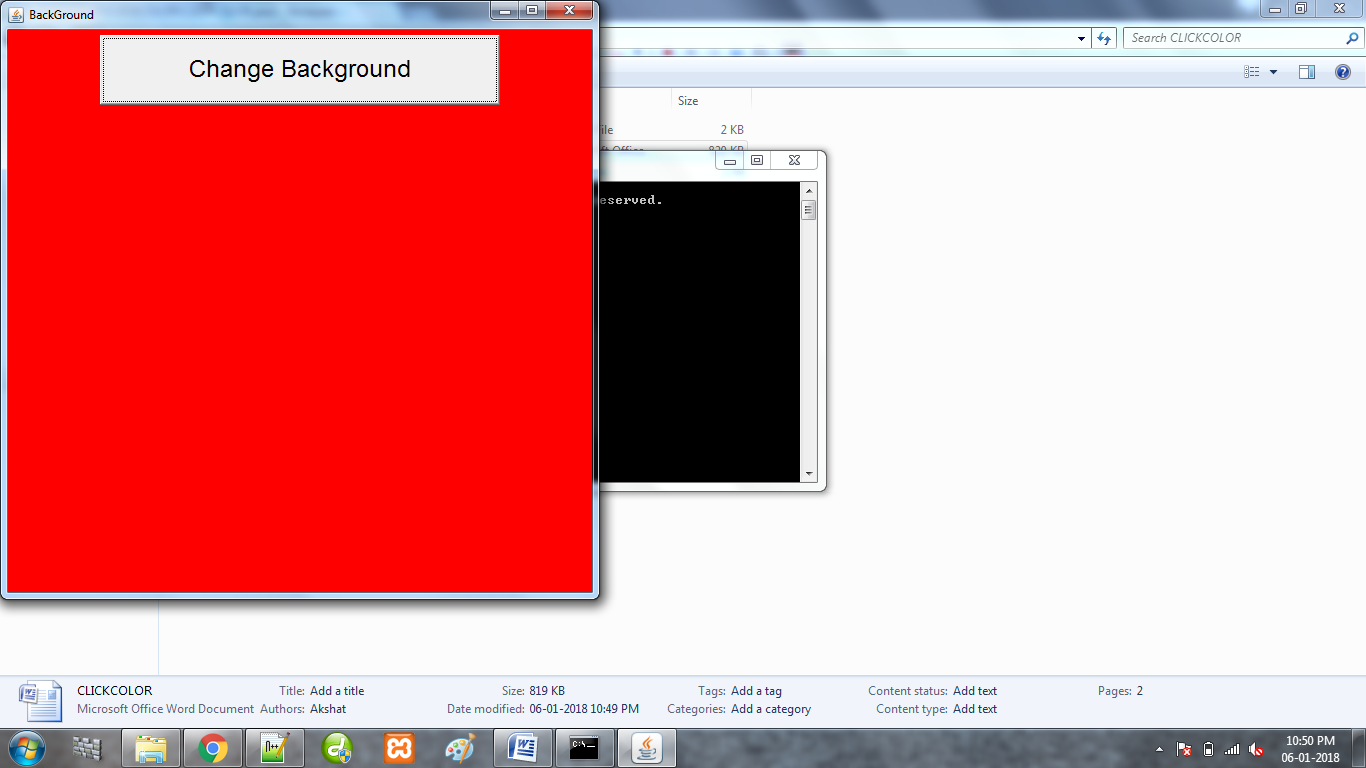 BackGround
Change Background
Search CLICKCOLOR
Size
2 KB
eserved.
CLICKCOLOR
Title: Add a title
Size: 819 KB
Tags: Add a tag
Content status: Add text
Pages: 2
Microsoft Office Word Document
Authors: Akshat
Date modified: 06-01-2018 10:49 PM
Categories: Add a category
Content type: Add text
10:50 PM
06-01-2018